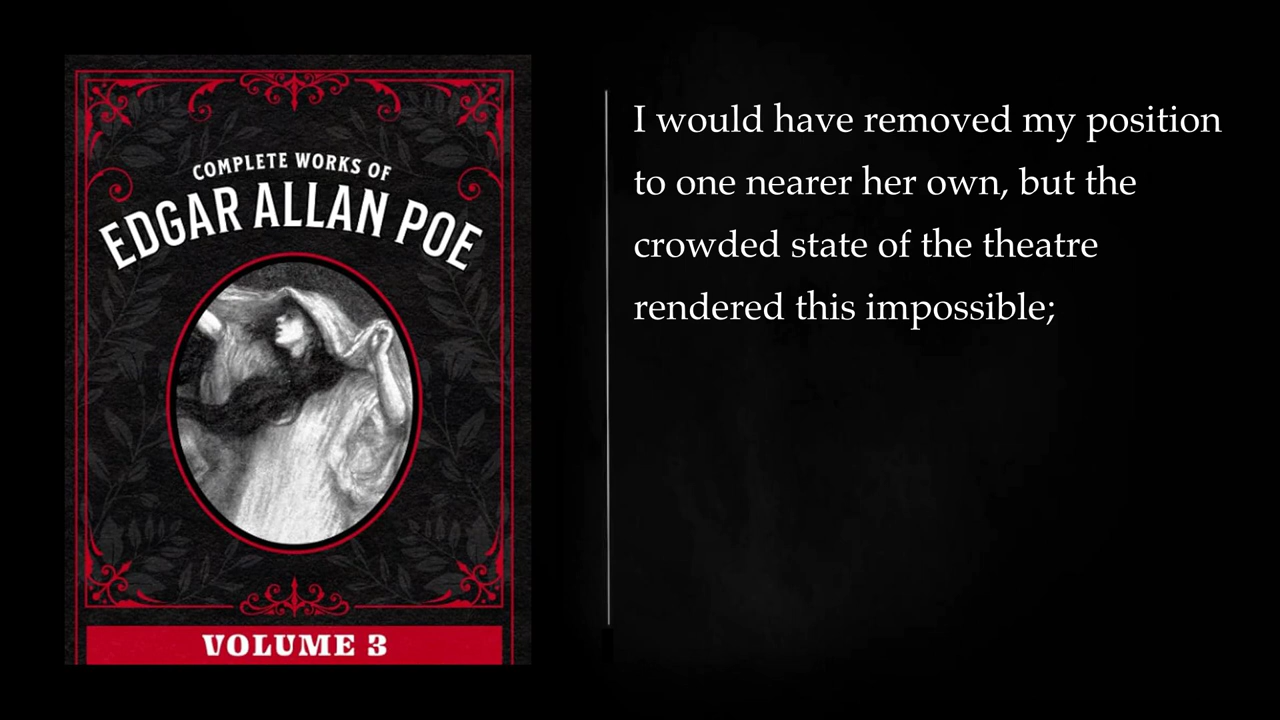 COMPLETE WORKS OF
EDGAR ALLAN POE
VOLUME 3
I would have removed my position
to one nearer her own, but the
crowded state of the theatre
rendered this impossible;